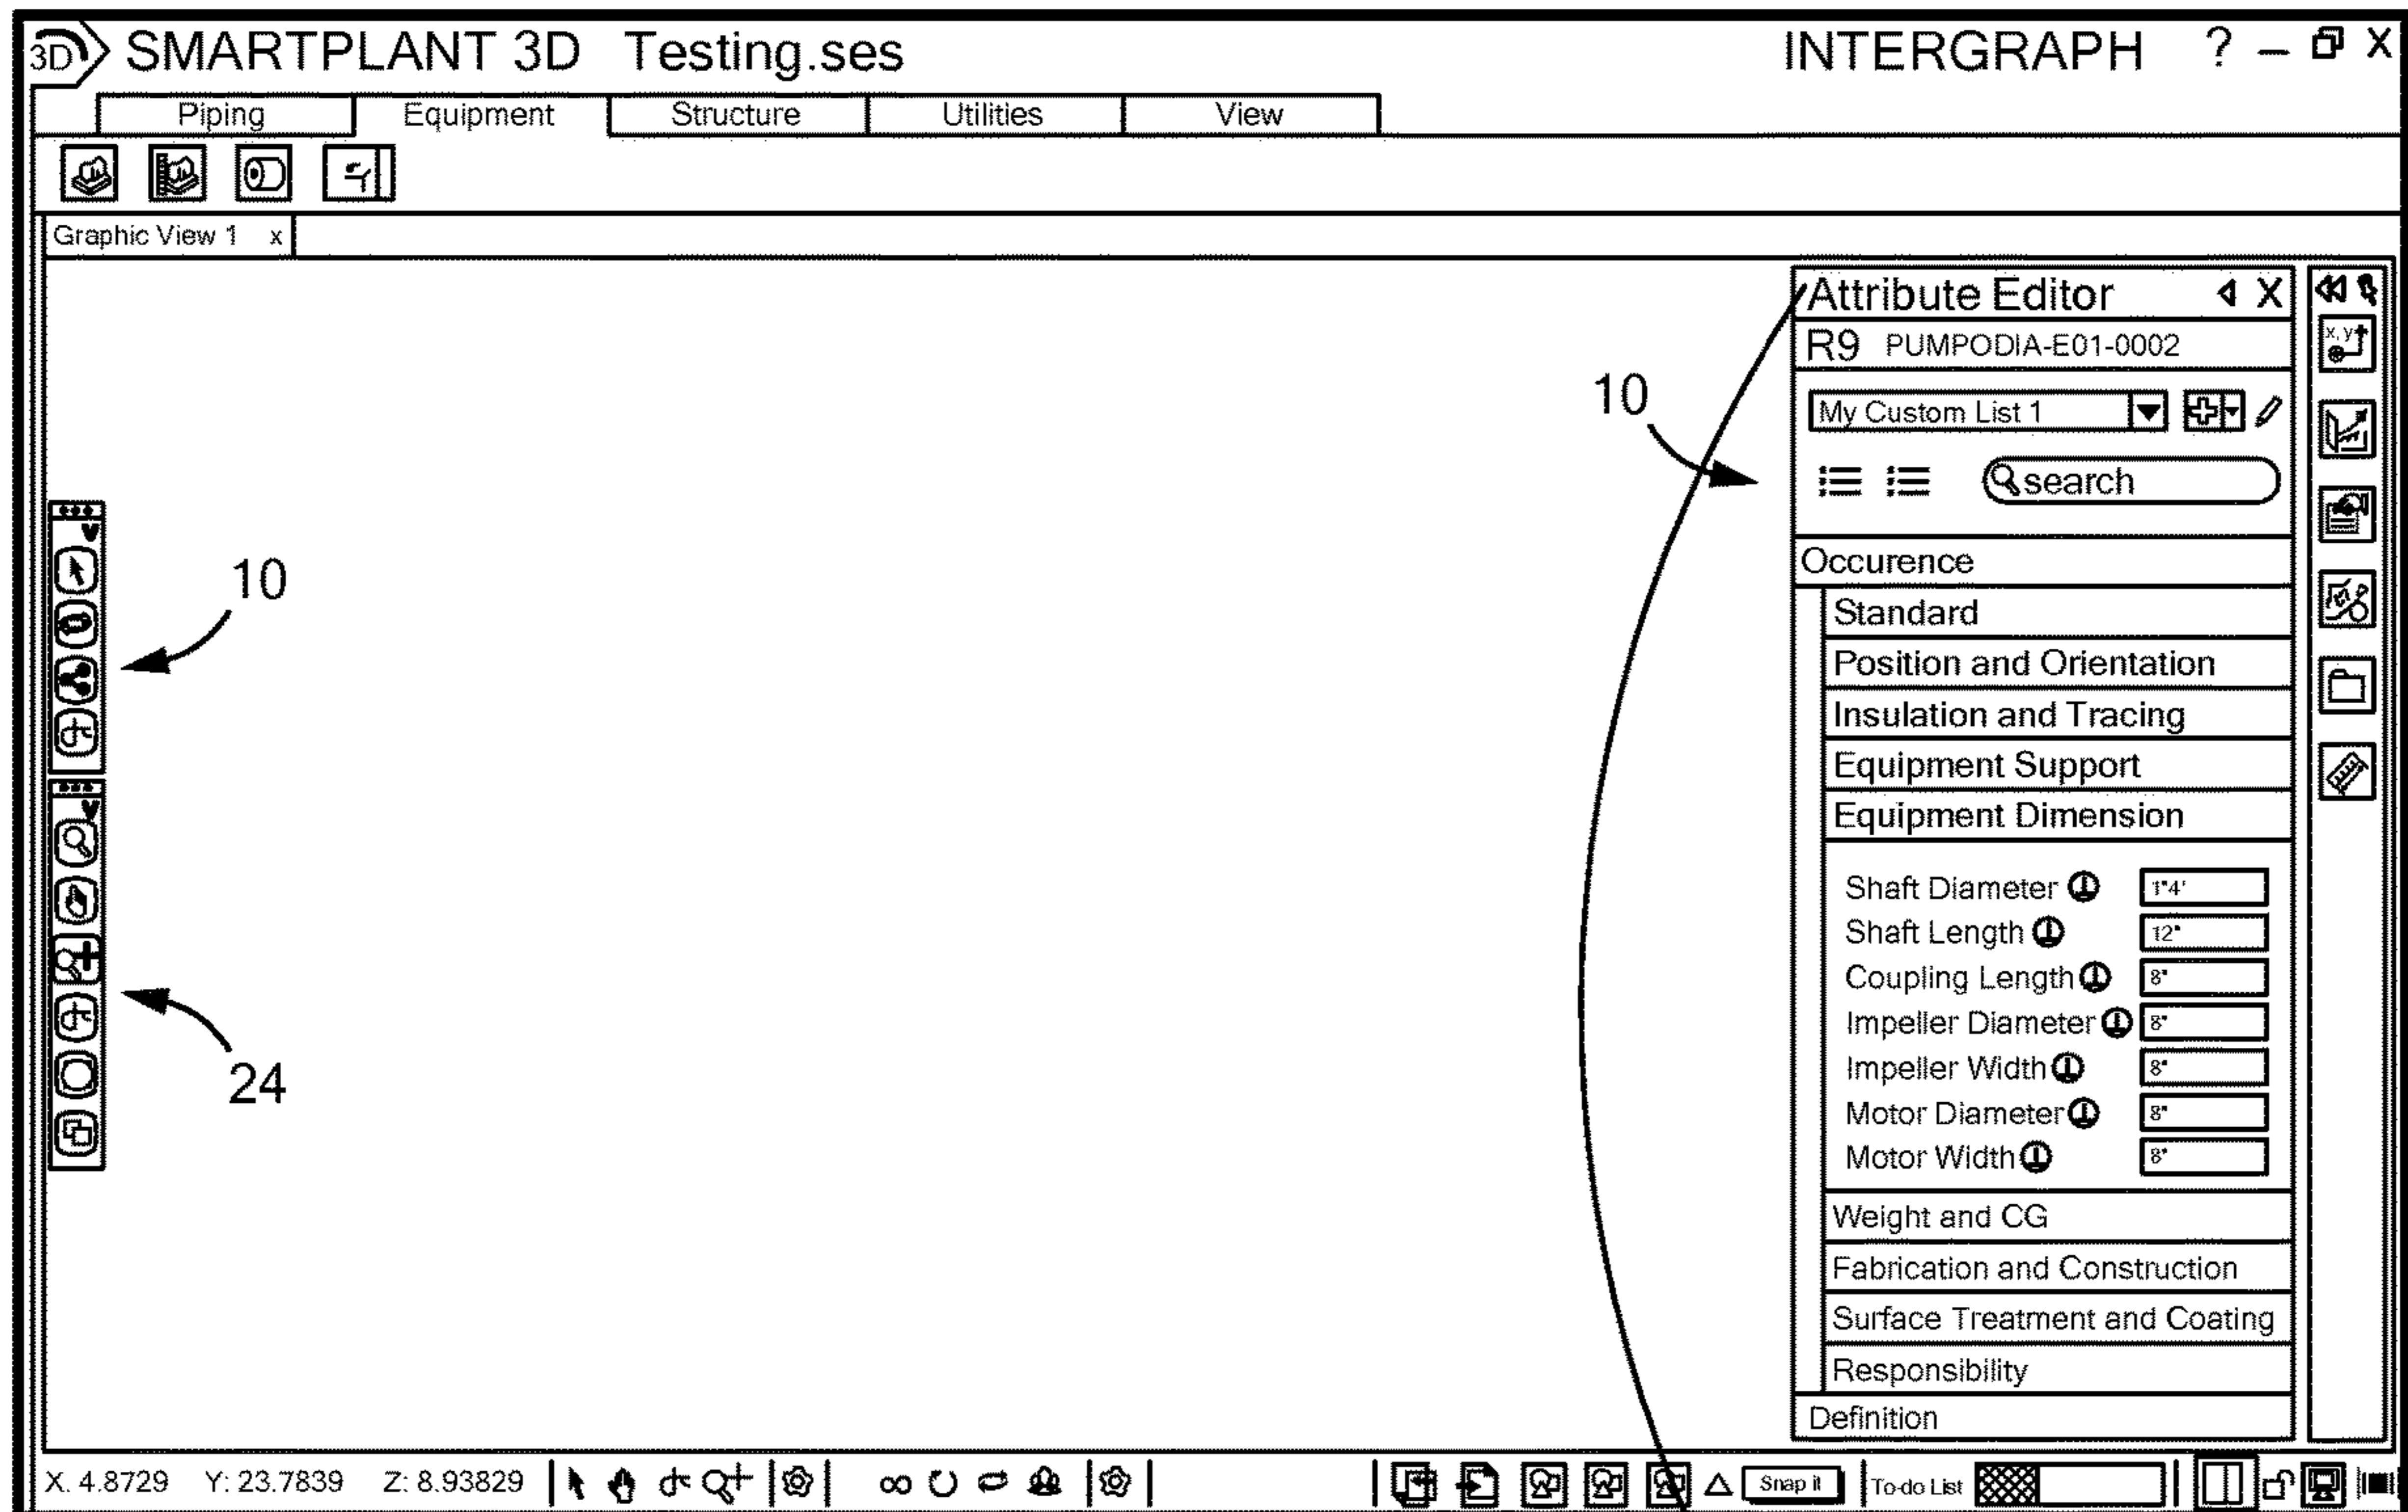 3D SMARTPLANT 3D Testing.ses INTERGRAPH ? – X
Piping Equipment Structure Utilities View
Graphic View 1 x
Attribute Editor X
R9 PUMPODIA-E01-0002
x,y
10
My Custom List 1
search
Occurence
10
Standard
Position and Orientation
Insulation and Tracing
Equipment Support
Equipment Dimension
Shaft Diameter 1"4'
Shaft Length 12"
Coupling Length 8"
Impeller Diameter 8"
24
Impeller Width 8"
Motor Diameter 8"
Motor Width 8"
Weight and CG
Fabrication and Construction
Surface Treatment and Coating
Responsibility
Definition
X. 4.8729 Y: 23.7839 Z: 8.93829 Snap it To-do List